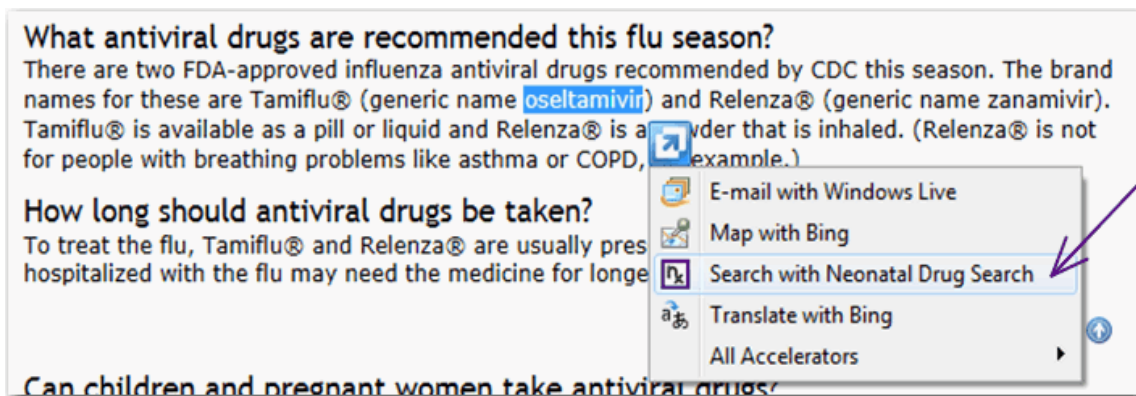 What antiviral drugs are recommended this flu season?
There are two FDA-approved influenza antiviral drugs recommended by CDC this season. The brand
names for these are Tamiflu® (generic name oseltamivir) and Relenza® (generic name zanamivir).
Tamiflu® is available as a pill or liquid and Relenza® is a wder that is inhaled. (Relenza® is not
for people with breathing problems like asthma or COPD, example.)
E-mail with Windows Live
How long should antiviral drugs be taken?
Map with Bing
To treat the flu, Tamiflu® and Relenza® are usually pres
hospitalized with the flu may need the medicine for longe
Search with Neonatal Drug Search
Translate with Bing
All Accelerators
Can children and pregnant women take antiviral drugs?